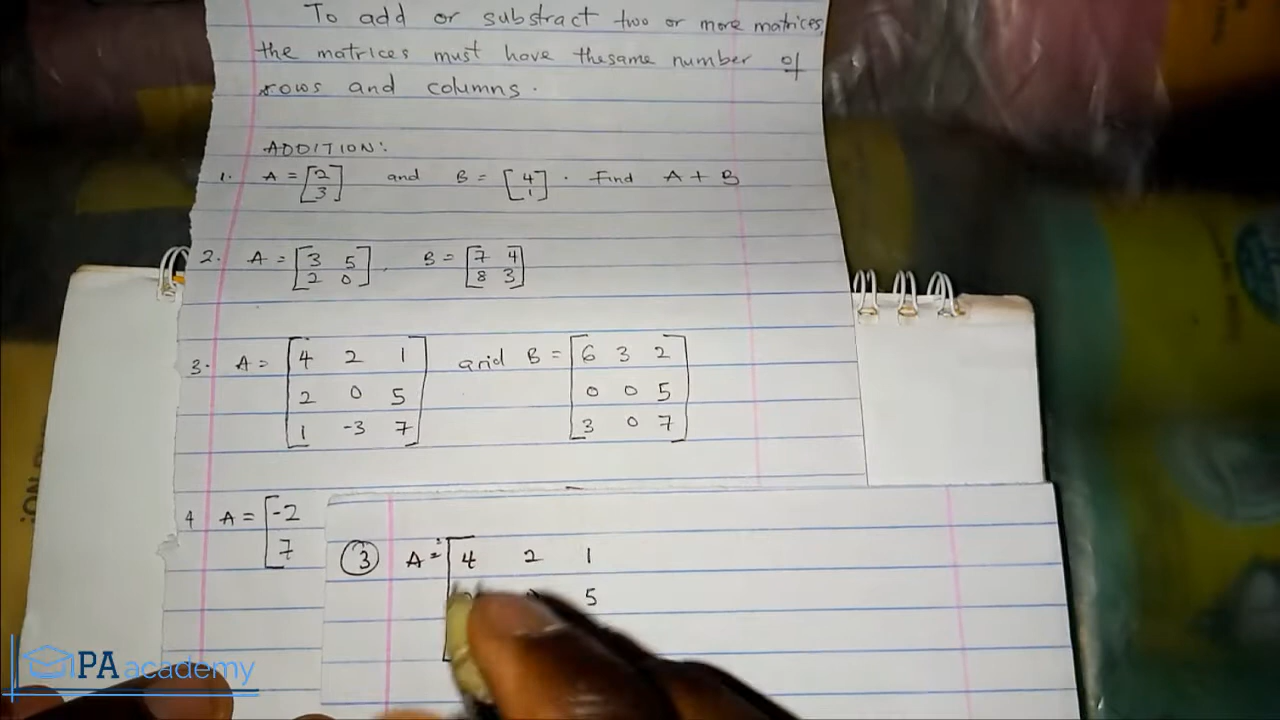 To add or substract two or more matrices,
the matrices must have thesame number of
rows and columns.
ADDITION:
1. A = [2 and B = [4 . Find A + B
3] 1]
2. A = [3 5 , B = [7 4
2 0] 8 3]
3. A = [4 2 1 and B = [6 3 2
2 0 5 0 0 5
1 -3 7] 3 0 7]
4 A = [-2
7
3 A = [4 2 1
5
PA academy